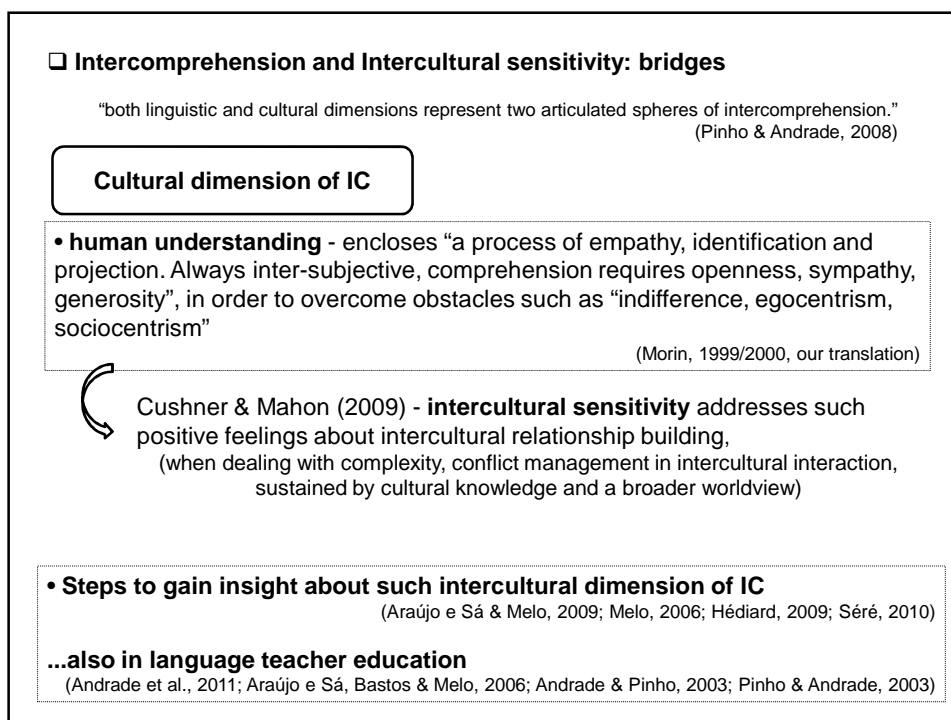 ❑ Intercomprehension and Intercultural sensitivity: bridges
“both linguistic and cultural dimensions represent two articulated spheres of intercomprehension.”
(Pinho & Andrade, 2008)
Cultural dimension of IC
• human understanding - encloses “a process of empathy, identification and
projection. Always inter-subjective, comprehension requires openness, sympathy,
generosity”, in order to overcome obstacles such as “indifference, egocentrism,
sociocentrism”
(Morin, 1999/2000, our translation)
Cushner & Mahon (2009) - intercultural sensitivity addresses such
positive feelings about intercultural relationship building,
(when dealing with complexity, conflict management in intercultural interaction,
sustained by cultural knowledge and a broader worldview)
• Steps to gain insight about such intercultural dimension of IC
(Araújo e Sá & Melo, 2009; Melo, 2006; Hédiard, 2009; Séré, 2010)
...also in language teacher education
(Andrade et al., 2011; Araújo e Sá, Bastos & Melo, 2006; Andrade & Pinho, 2003; Pinho & Andrade, 2003)